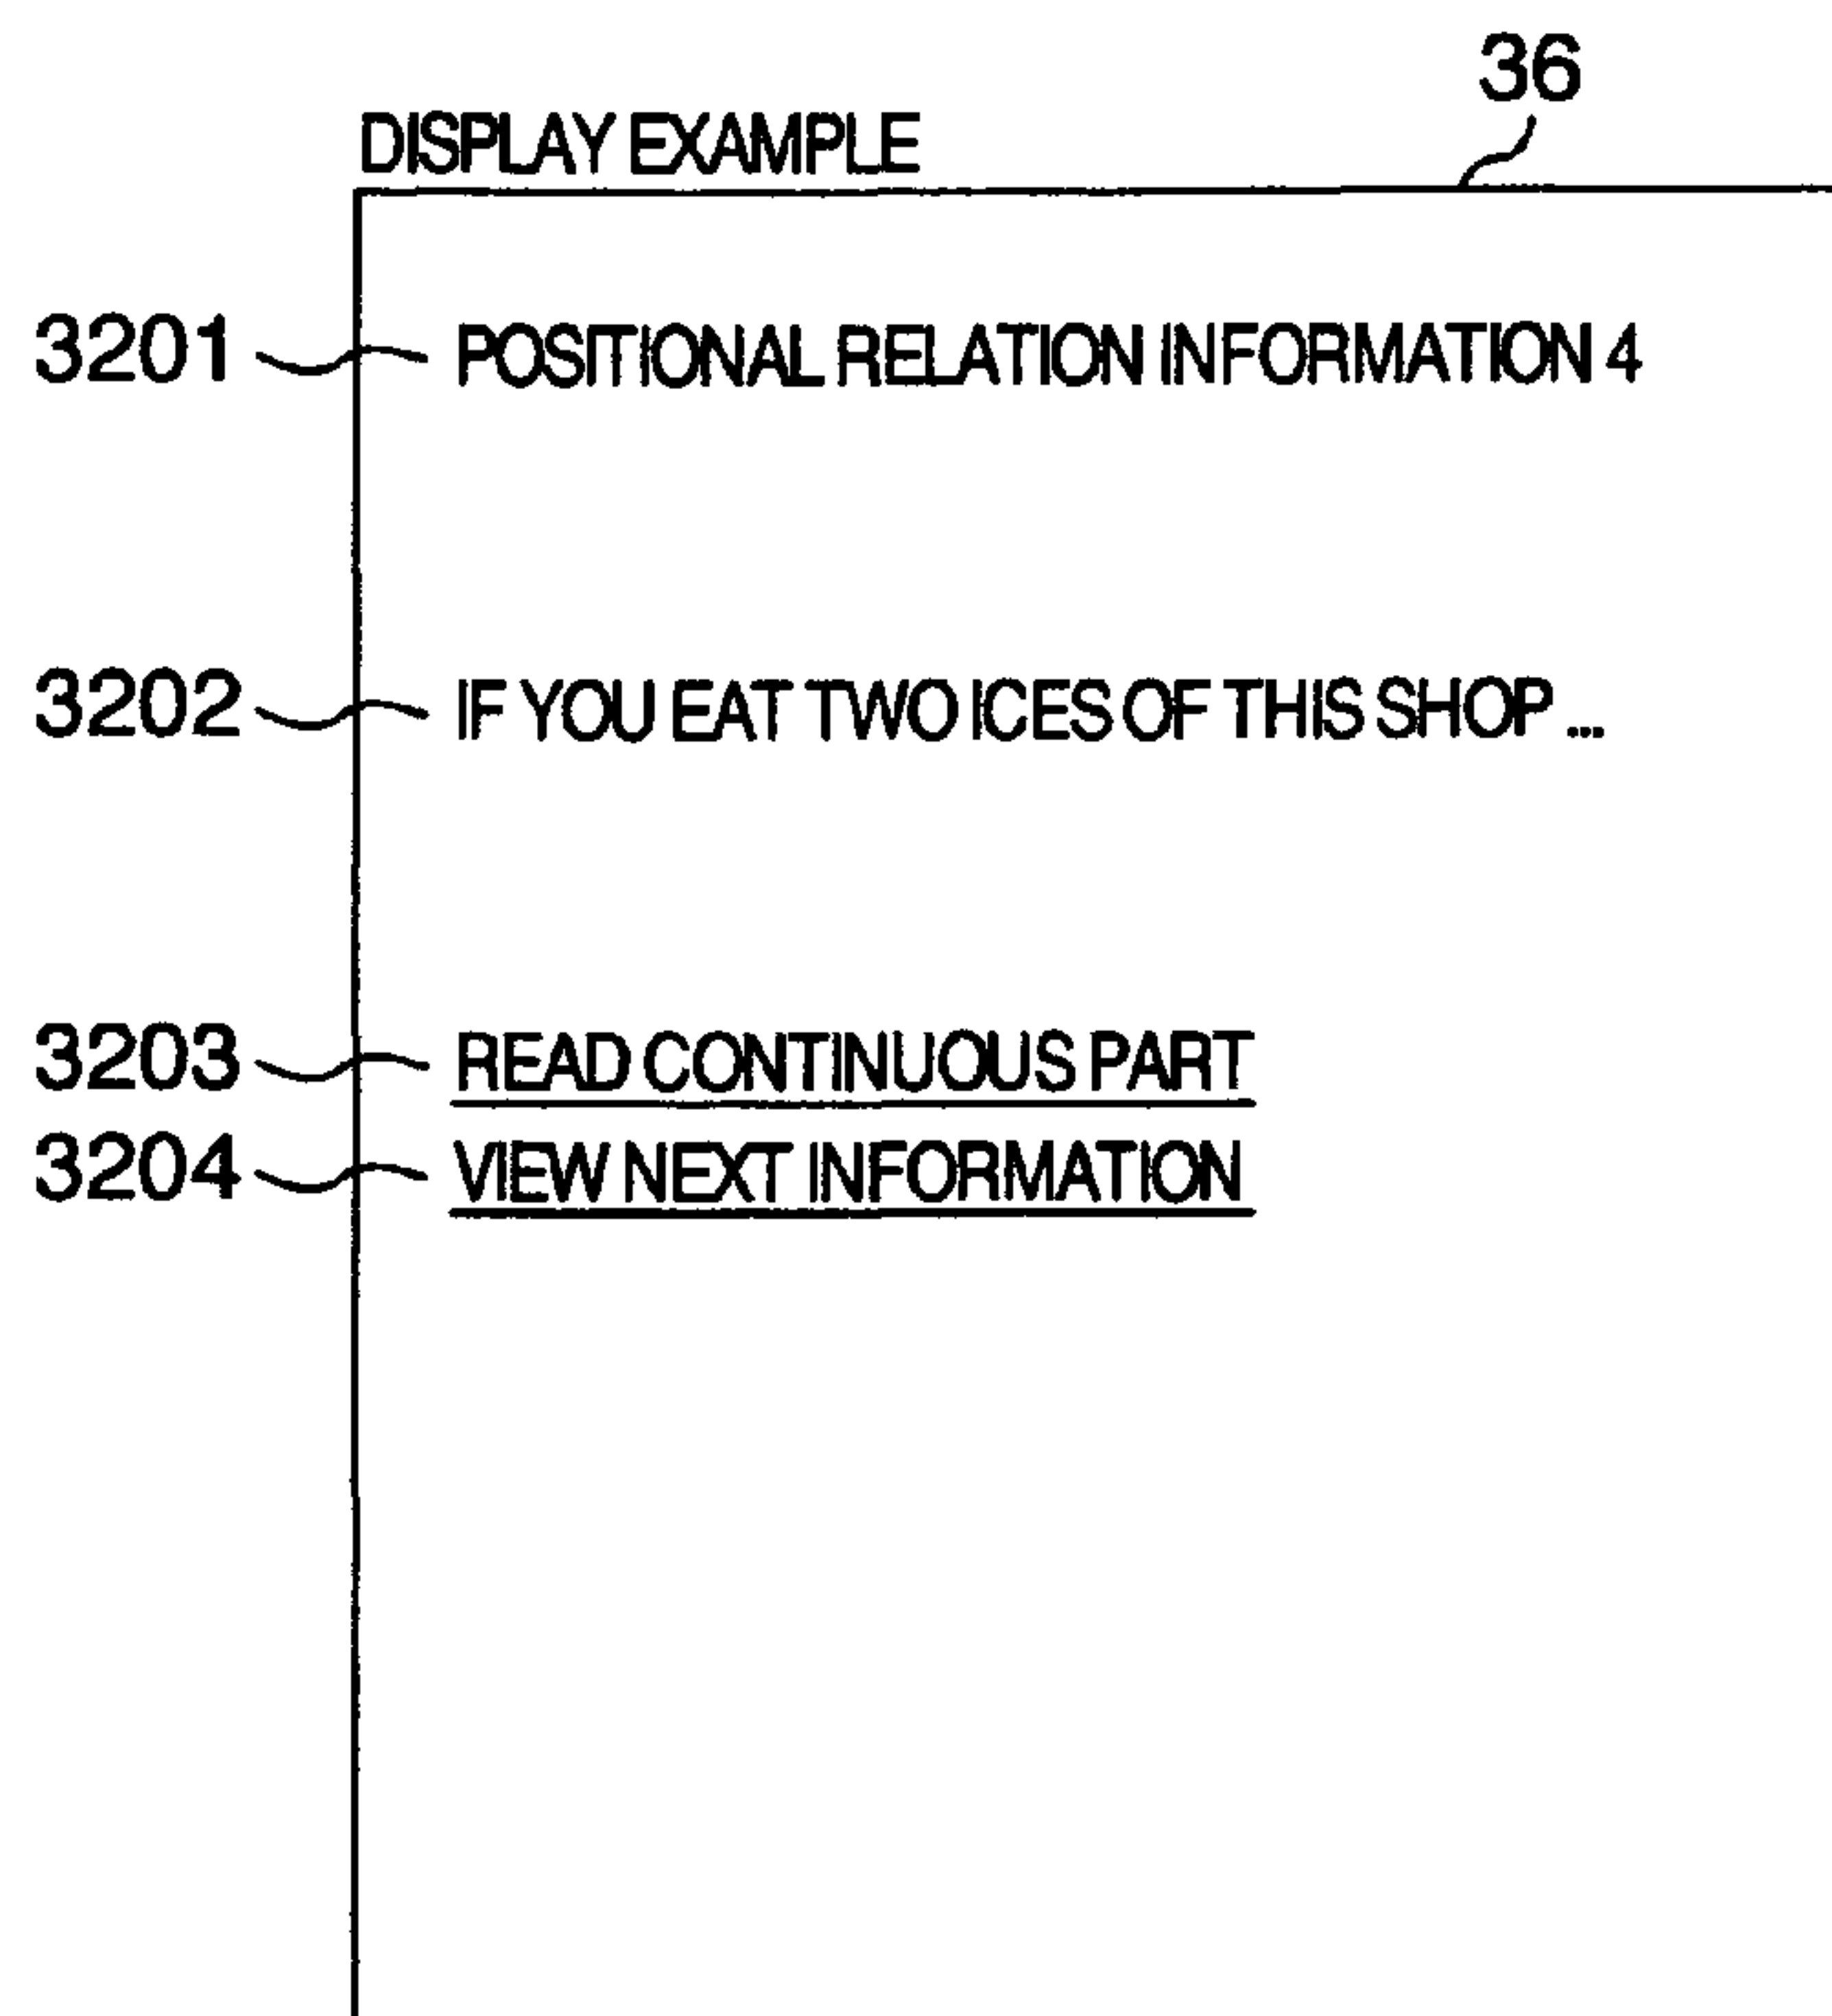 36
DISPLAY EXAMPLE
3201 POSITIONAL RELATION INFORMATION 4
3202 IF YOU EAT TWO ICES OF THIS SHOP ...
3203 READ CONTINUOUS PART
3204 VIEW NEXT INFORMATION